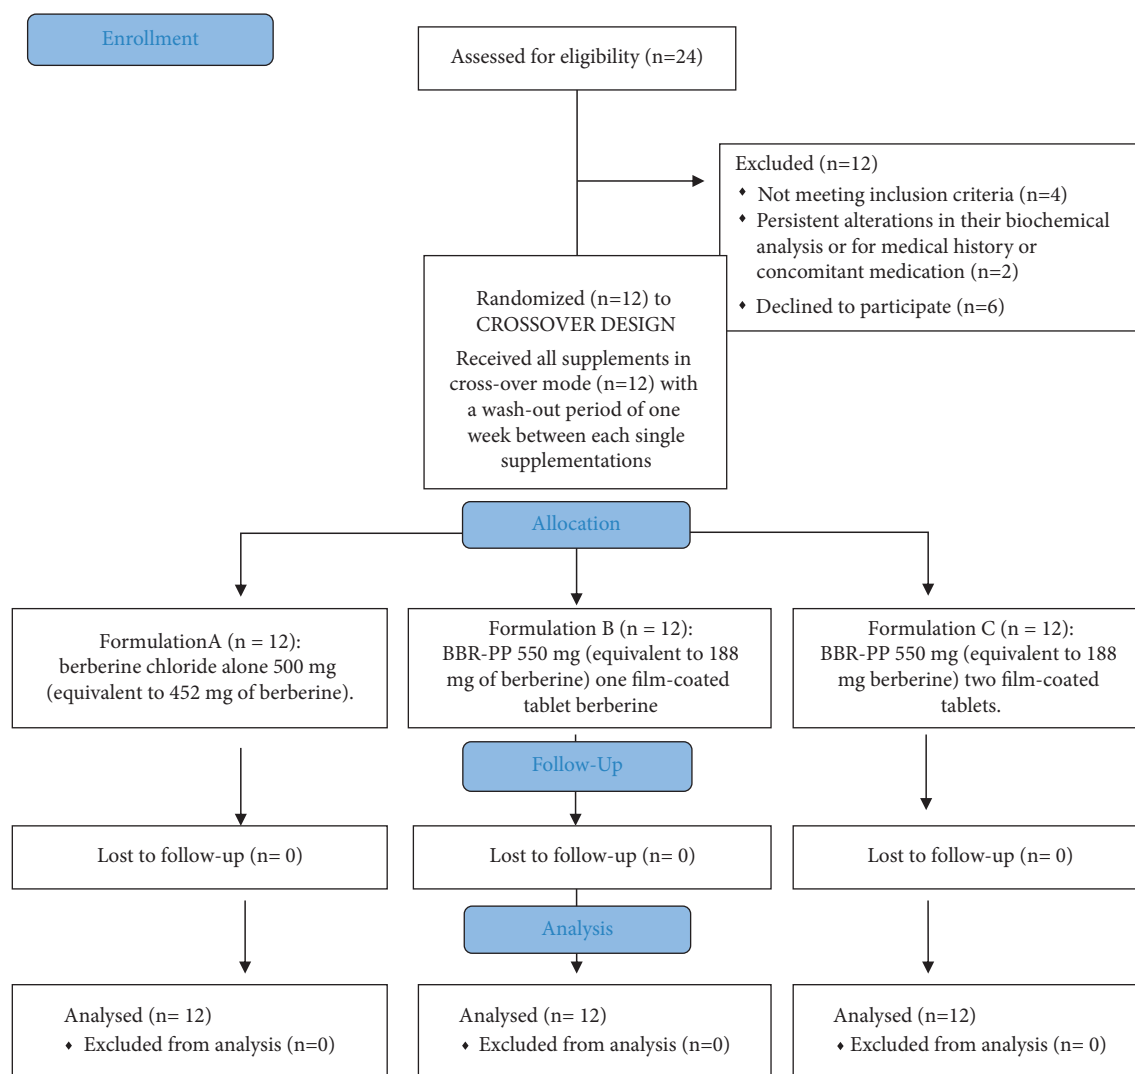 Enrollment
Assessed for eligibility (n=24)
Excluded (n=12)
♦ Not meeting inclusion criteria (n=4)
♦ Persistent alterations in their biochemical
analysis or for medical history or
concomitant medication (n=2)
♦ Declined to participate (n=6)
Randomized (n=12) to
CROSSOVER DESIGN
Received all supplements in
cross-over mode (n=12) with
a wash-out period of one
week between each single
supplementations
Allocation
FormulationA (n = 12):
berberine chloride alone 500 mg
(equivalent to 452 mg of berberine).
Formulation B (n = 12):
BBR-PP 550 mg (equivalent to 188
mg of berberine) one film-coated
tablet berberine
Formulation C (n = 12):
BBR-PP 550 mg (equivalent to 188
mg berberine) two film-coated
tablets.
Follow-Up
Lost to follow-up (n= 0)
Lost to follow-up (n= 0)
Lost to follow-up (n= 0)
Analysis
Analysed (n= 12)
♦ Excluded from analysis (n=0)
Analysed (n= 12)
♦ Excluded from analysis (n=0)
Analysed (n=12)
♦ Excluded from analysis (n= 0)